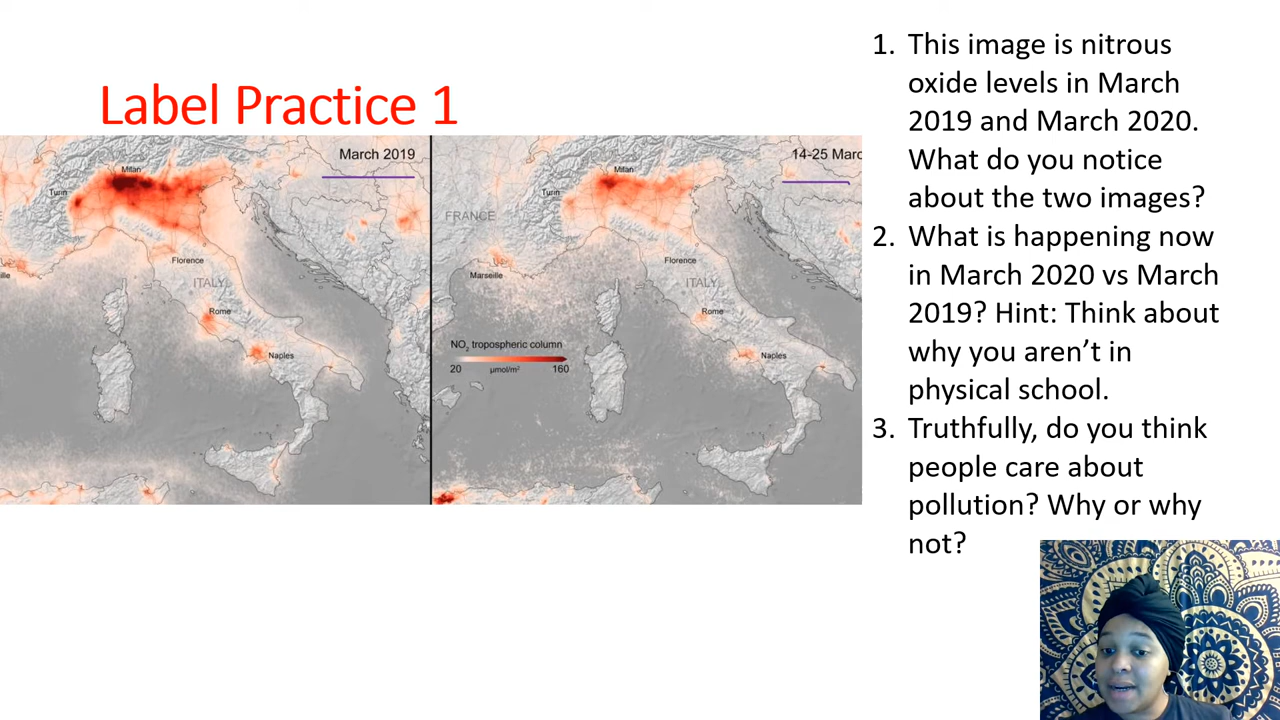 Label Practice 1
March 2019
Milan
Turin
Florence
ITALY
Rome
Naples
14-25 Marc
Milan
Turin
FRANCE
Marseille
Florence
ITALY
Rome
Naples
NO2 tropospheric column
20 µmol/m² 160
1. This image is nitrous
oxide levels in March
2019 and March 2020.
What do you notice
about the two images?
2. What is happening now
in March 2020 vs March
2019? Hint: Think about
why you aren’t in
physical school.
3. Truthfully, do you think
people care about
pollution? Why or why
not?